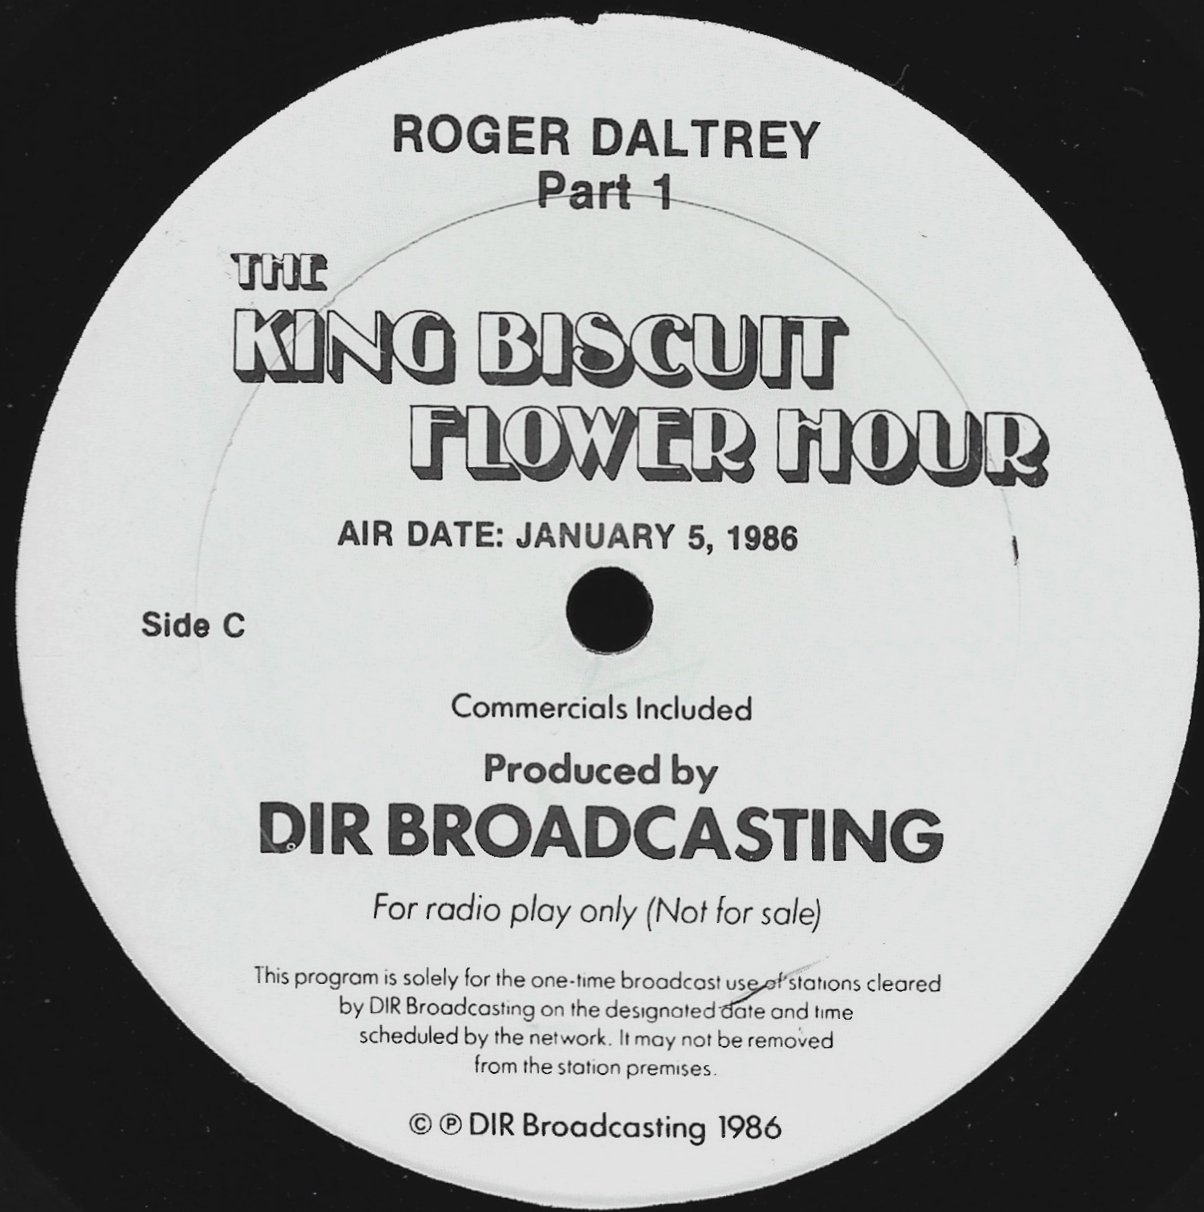 ROGER DALTREY
Part 1
THE
KING BISCUIT
FLOWER HOUR
AIR DATE: JANUARY 5, 1986
Side C
Commercials Included
Produced by
DIR BROADCASTING
For radio play only (Not for sale)
This program is solely for the one-time broadcast use of stations cleared
by DIR Broadcasting on the designated date and time
scheduled by the network. It may not be removed
from the station premises.
© ℗ DIR Broadcasting 1986